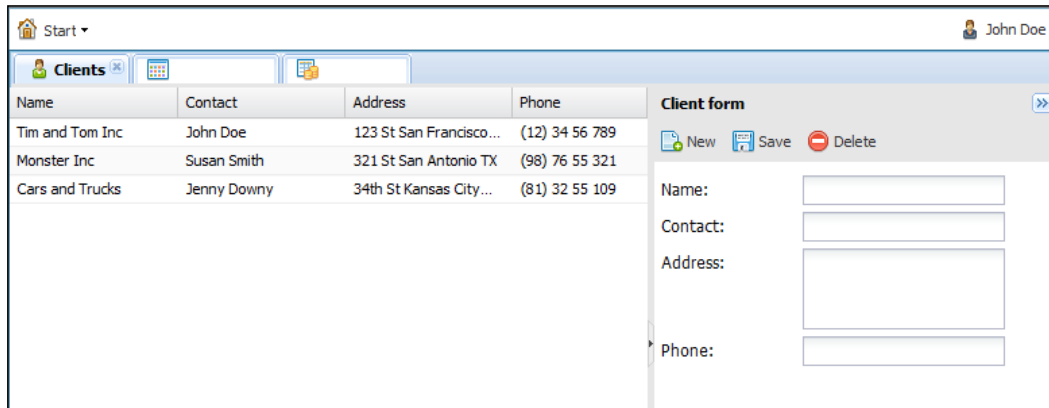 Start John Doe
Clients
Name Contact Address Phone
Tim and Tom Inc John Doe 123 St San Francisco... (12) 34 56 789
Monster Inc Susan Smith 321 St San Antonio TX (98) 76 55 321
Cars and Trucks Jenny Downy 34th St Kansas City... (81) 32 55 109
Client form
New Save Delete
Name:
Contact:
Address:
Phone: